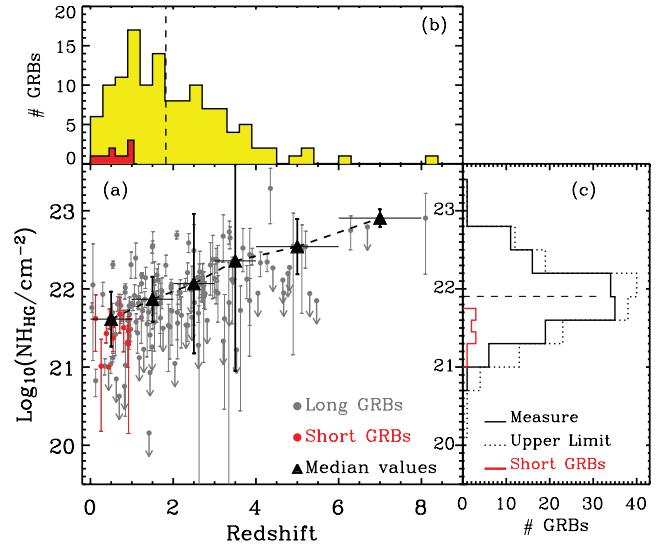 (b)
# GRBs
20
15
10
5
0
(a)
(c)
Log10(NHHG/cm−2)
23
22
21
20
Long GRBs
Short GRBs
Median values
0 2 4 6 8
Redshift
23
22
21
20
Measure
Upper Limit
Short GRBs
0 10 20 30 40
# GRBs